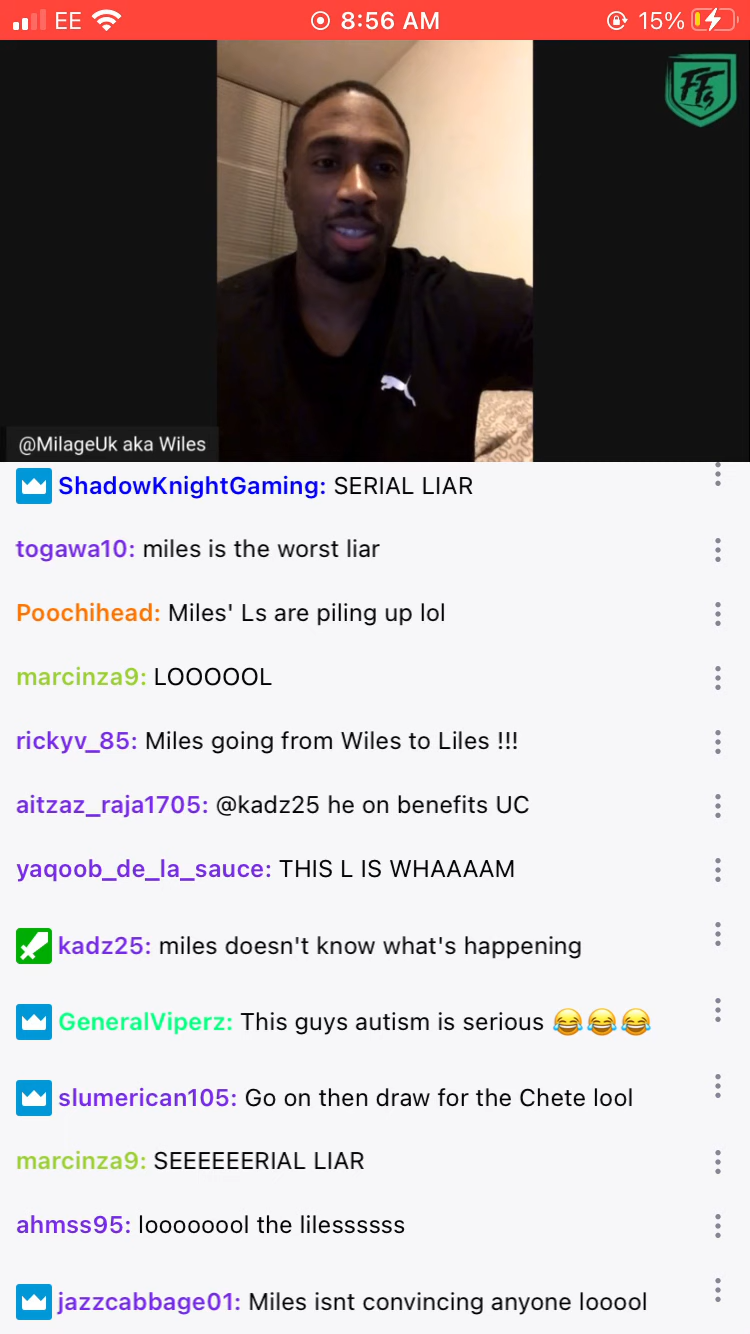 EE 8:56 AM 15%
FFs
@MilageUk aka Wiles
ShadowKnightGaming: SERIAL LIAR
togawa10: miles is the worst liar
Poochihead: Miles' Ls are piling up lol
marcinza9: LOOOOOL
rickyv_85: Miles going from Wiles to Liles !!!
aitzaz_raja1705: @kadz25 he on benefits UC
yaqoob_de_la_sauce: THIS L IS WHAAAAM
kadz25: miles doesn't know what's happening
GeneralViperz: This guys autism is serious 😂😂😂
slumerican105: Go on then draw for the Chete lool
marcinza9: SEEEEEERIAL LIAR
ahmss95: loooooool the lilessssss
jazzcabbage01: Miles isnt convincing anyone looool